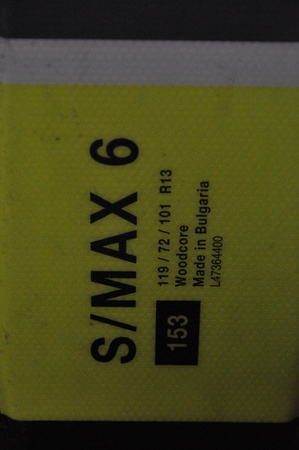 S/MAX 6
153
119 / 72 / 101 R13
Woodcore
Made in Bulgaria
L47364400